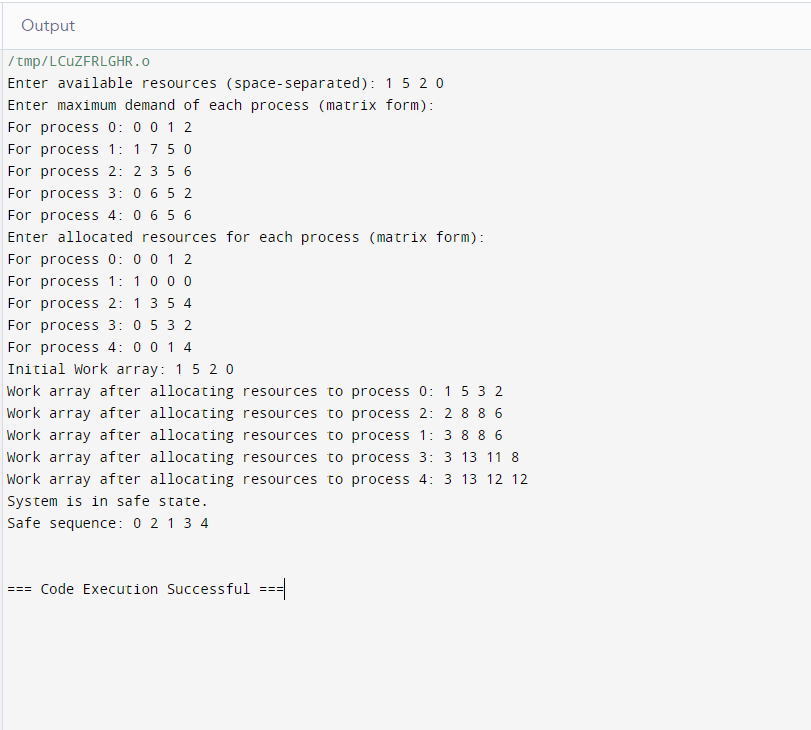 Output
/tmp/LCuZFRLGHR.o
Enter available resources (space-separated): 1 5 2 0
Enter maximum demand of each process (matrix form):
For process 0: 0 0 1 2
For process 1: 1 7 5 0
For process 2: 2 3 5 6
For process 3: 0 6 5 2
For process 4: 0 6 5 6
Enter allocated resources for each process (matrix form):
For process 0: 0 0 1 2
For process 1: 1 0 0 0
For process 2: 1 3 5 4
For process 3: 0 5 3 2
For process 4: 0 0 1 4
Initial Work array: 1 5 2 0
Work array after allocating resources to process 0: 1 5 3 2
Work array after allocating resources to process 2: 2 8 8 6
Work array after allocating resources to process 1: 3 8 8 6
Work array after allocating resources to process 3: 3 13 11 8
Work array after allocating resources to process 4: 3 13 12 12
System is in safe state.
Safe sequence: 0 2 1 3 4
=== Code Execution Successful ===